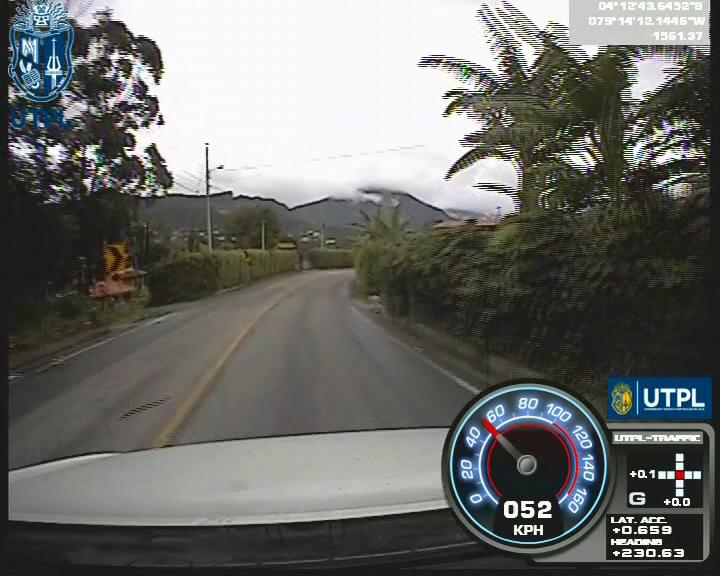 04°12'43.6452"S
079°14'12.1446"W
1561.37
UTPL
UTPL
UTPL-TRAFFIC
+0.1
G
+0.0
LAT. ACC.
+0.659
HEADING
+230.63
0
20
40
60
80
100
120
140
160
052
KPH